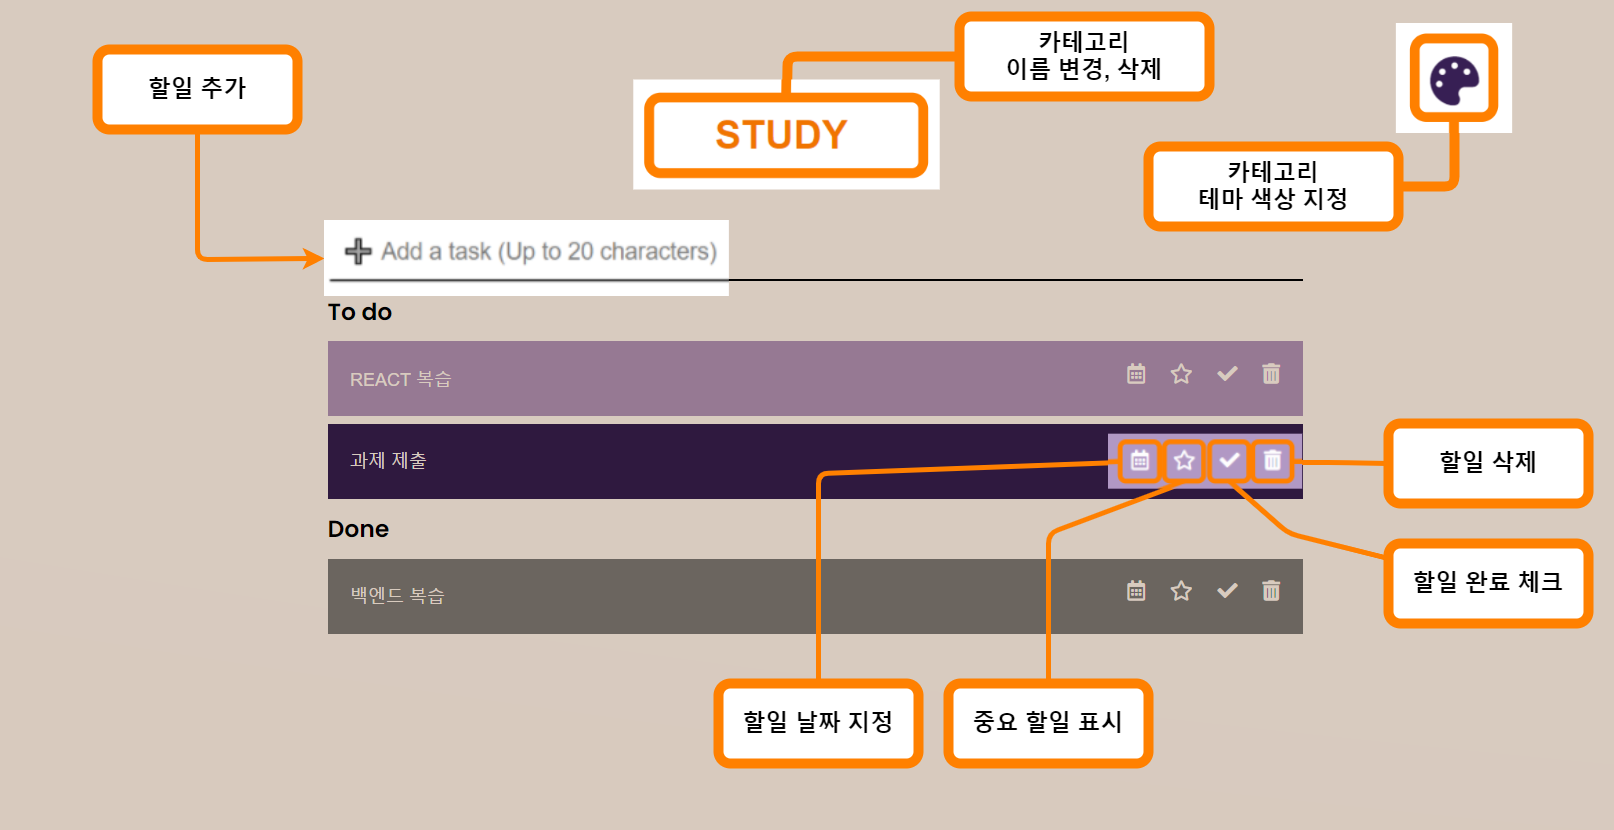 카테고리
이름 변경, 삭제
할일 추가
STUDY
카테고리
테마 색상 지정
Add a task (Up to 20 characters)
To do
REACT 복습
과제 제출
할일 삭제
Done
할일 완료 체크
백엔드 복습
할일 날짜 지정
중요 할일 표시